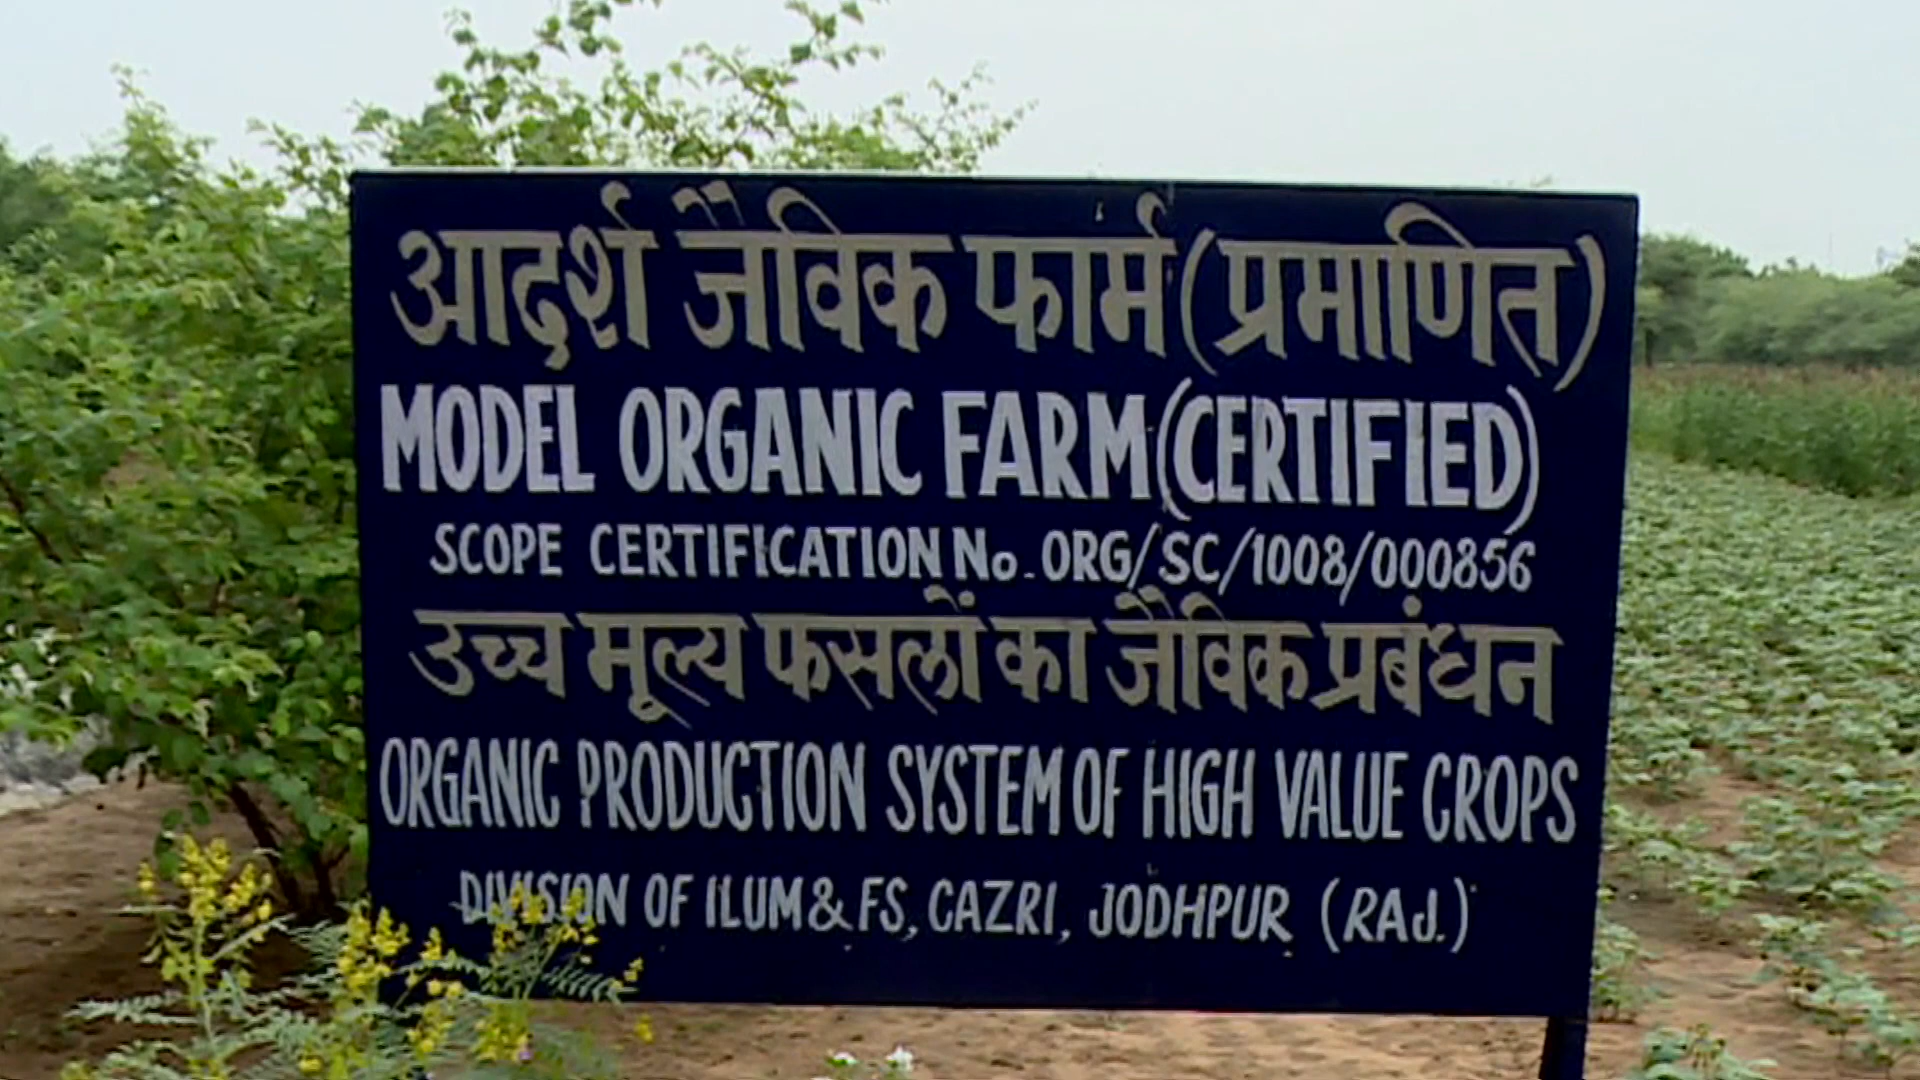 आदर्श जैविक फार्म (प्रमाणित)
MODEL ORGANIC FARM (CERTIFIED)
SCOPE CERTIFICATION No. ORG/SC/1008/000856
उच्च मूल्य फसलों का जैविक प्रबंधन
ORGANIC PRODUCTION SYSTEM OF HIGH VALUE CROPS
DIVISION OF ILUM & FS, CAZRI, JODHPUR (RAJ.)